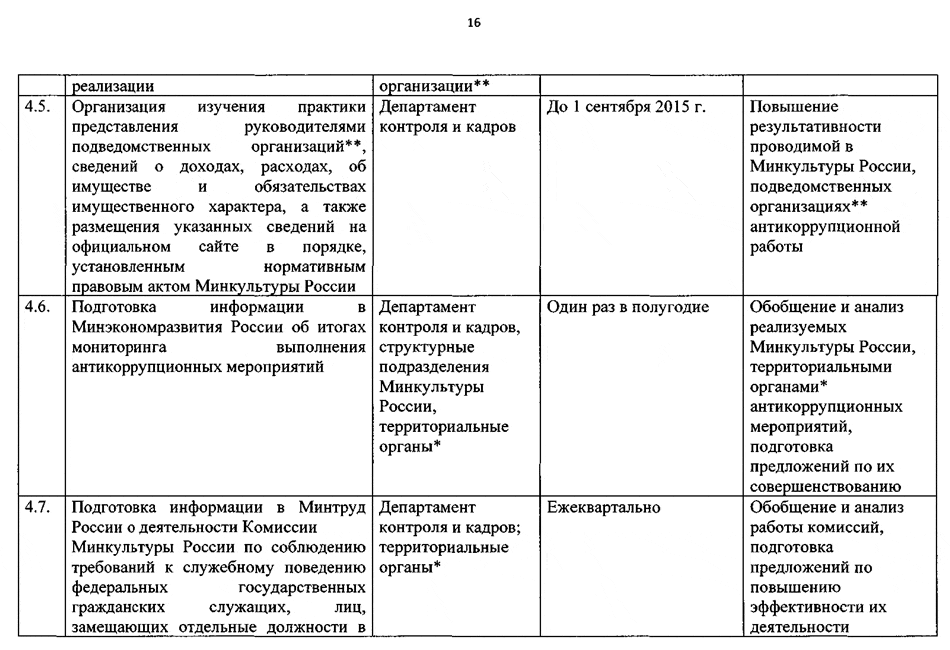 16
реализации
организации**
4.5.
Организация изучения практики
представления руководителями
подведомственных организаций**,
сведений о доходах, расходах, об
имуществе и обязательствах
имущественного характера, а также
размещения указанных сведений на
официальном сайте в порядке,
установленным нормативным
правовым актом Минкультуры России
Департамент
контроля и кадров
До 1 сентября 2015 г.
Повышение
результативности
проводимой в
Минкультуры России,
подведомственных
организациях**
антикоррупционной
работы
4.6.
Подготовка информации в
Минэкономразвития России об итогах
мониторинга выполнения
антикоррупционных мероприятий
Департамент
контроля и кадров,
структурные
подразделения
Минкультуры
России,
территориальные
органы*
Один раз в полугодие
Обобщение и анализ
реализуемых
Минкультуры России,
территориальными
органами*
антикоррупционных
мероприятий,
подготовка
предложений по их
совершенствованию
4.7.
Подготовка информации в Минтруд
России о деятельности Комиссии
Минкультуры России по соблюдению
требований к служебному поведению
федеральных государственных
гражданских служащих, лиц,
замещающих отдельные должности в
Департамент
контроля и кадров;
территориальные
органы*
Ежеквартально
Обобщение и анализ
работы комиссий,
подготовка
предложений по
повышению
эффективности их
деятельности